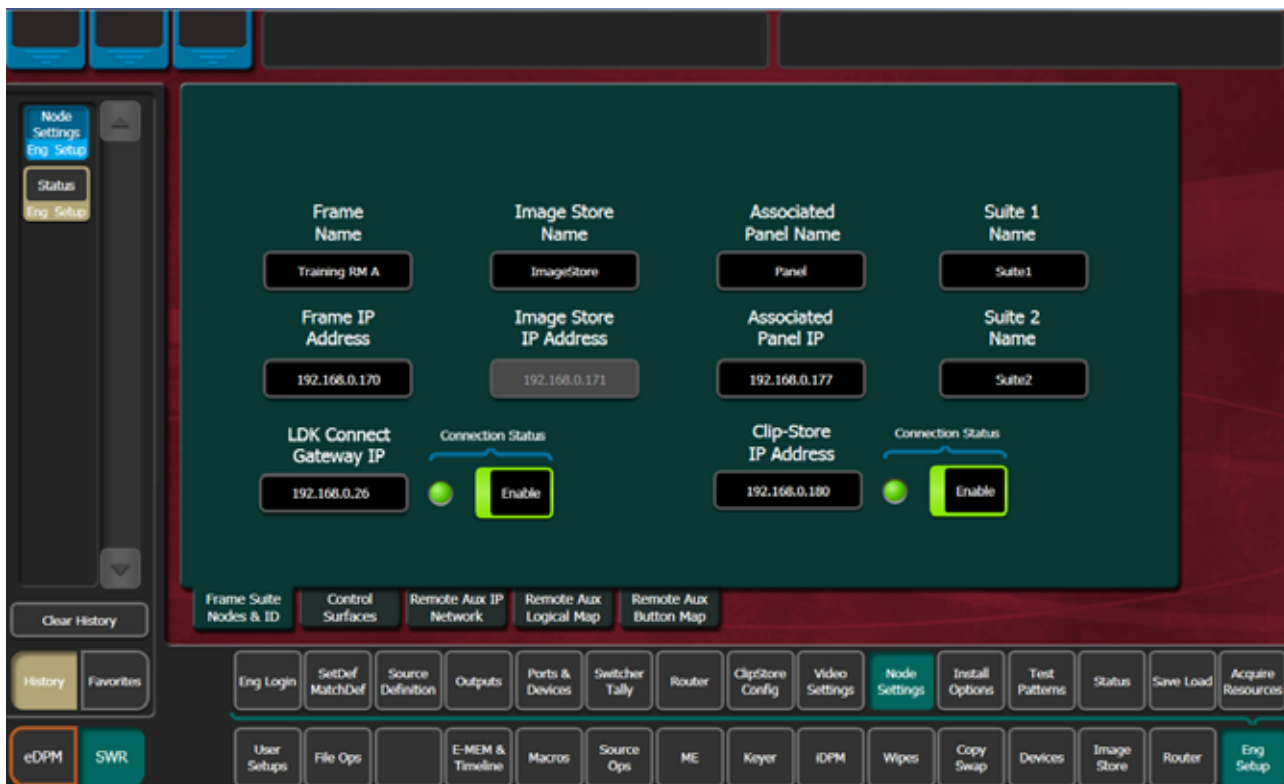 Node
Settings
Eng Setup
Status
Eng Setup
Clear History
History
Favorites
eDPM
SWR
Frame
Name
Image Store
Name
Associated
Panel Name
Suite 1
Name
Training RM A
ImageStore
Panel
Suite1
Frame IP
Address
Image Store
IP Address
Associated
Panel IP
Suite 2
Name
192.168.0.170
192.168.0.171
192.168.0.177
Suite2
LDK Connect
Gateway IP
Connection Status
Clip-Store
IP Address
Connection Status
192.168.0.26
Enable
192.168.0.180
Enable
Frame Suite
Nodes & ID
Control
Surfaces
Remote Aux IP
Network
Remote Aux
Logical Map
Remote Aux
Button Map
Eng Login
SetDef
MatchDef
Source
Definition
Outputs
Ports &
Devices
Switcher
Tally
Router
ClipStore
Config
Video
Settings
Node
Settings
Install
Options
Test
Patterns
Status
Save Load
Acquire
Resources
User
Setups
File Ops
E-MEM &
Timeline
Macros
Source
Ops
ME
Keyer
iDPM
Wipes
Copy
Swap
Devices
Image
Store
Router
Eng
Setup